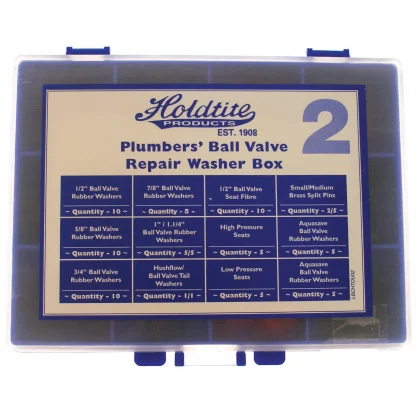 Holdtite
PRODUCTS
EST. 1908
2
Plumbers' Ball Valve
Repair Washer Box
1/2" Ball Valve
Rubber Washers
~ Quantity - 10 ~
7/8" Ball Valve
Rubber Washers
~ Quantity - 5 ~
1/2" Ball Valve
Seat Fibre
~ Quantity - 10 ~
Small/Medium
Brass Split Pins
~ Quantity - 2/5 ~
5/8" Ball Valve
Rubber Washers
~ Quantity - 10 ~
1" / 1.1/4"
Ball Valve Rubber
Washers
~ Quantity - 5/5 ~
High Pressure
Seats
~ Quantity - 5 ~
Aquasave
Ball Valve
Rubber Washers
~ Quantity - 5 ~
3/4" Ball Valve
Rubber Washers
~ Quantity - 10 ~
Hushflow/
Ball Valve Tail
Washers
~ Quantity - 1/1 ~
Low Pressure
Seats
~ Quantity - 5 ~
Aquasave
Ball Valve
Rubber Washers
~ Quantity - 5 ~